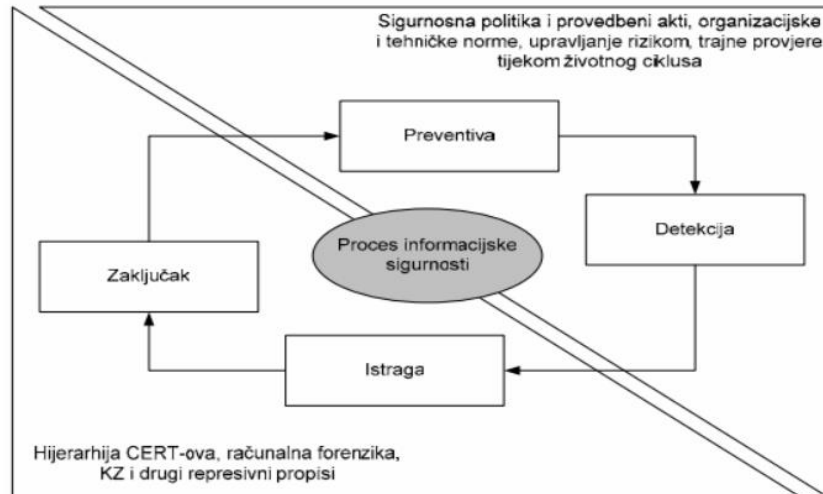 Sigurnosna politika i provedbeni akti, organizacijske
i tehničke norme, upravljanje rizikom, trajne provjere
tijekom životnog ciklusa
Preventiva
Detekcija
Proces informacijske
sigurnosti
Zaključak
Istraga
Hijerarhija CERT-ova, računalna forenzika,
KZ i drugi represivni propisi